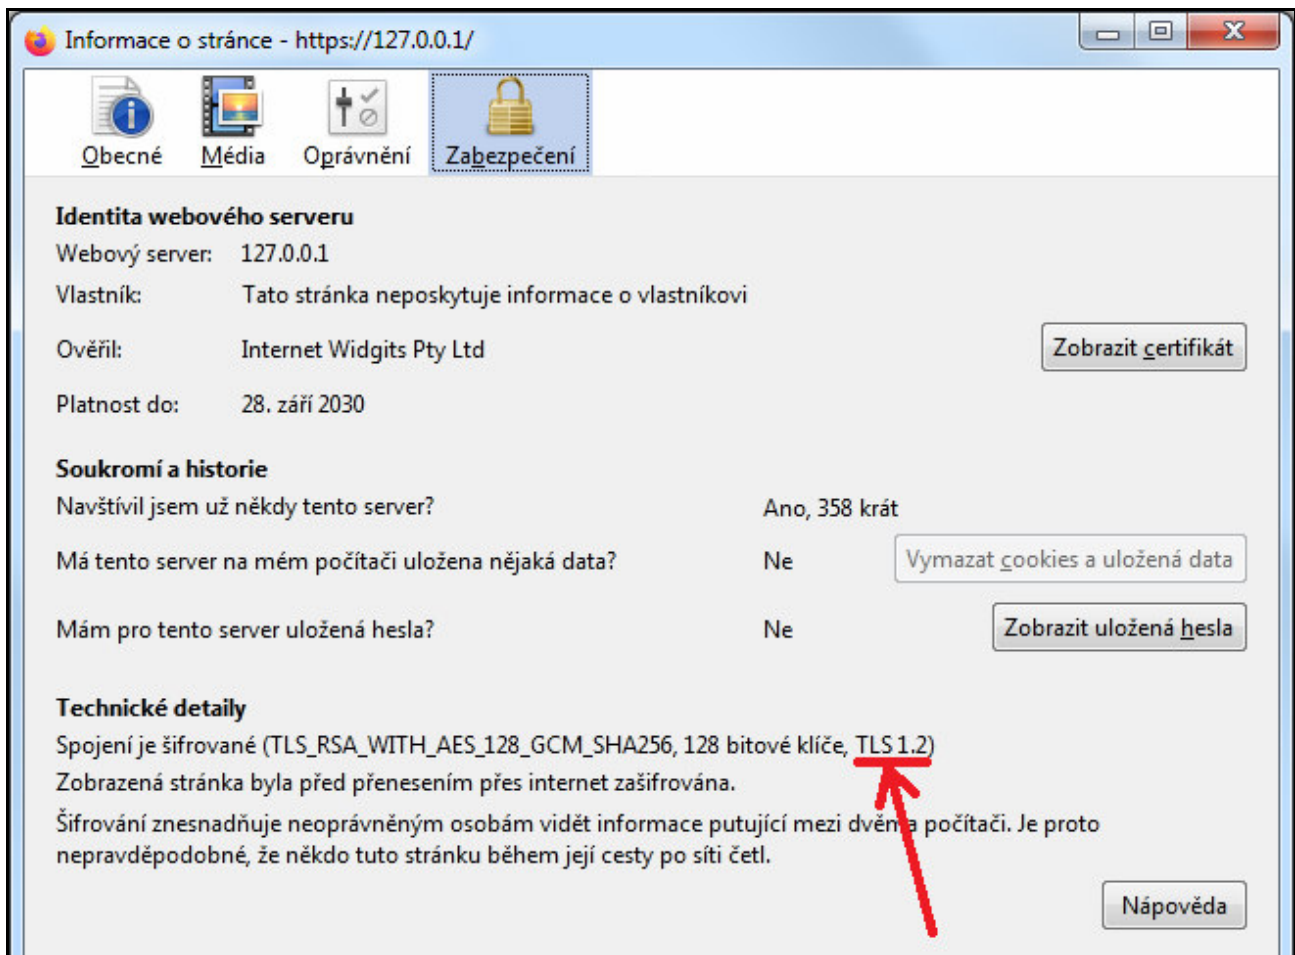 Informace o stránce - https://127.0.0.1/
Obecné Média Oprávnění Zabezpečení
Identita webového serveru
Webový server: 127.0.0.1
Vlastník: Tato stránka neposkytuje informace o vlastníkovi
Ověřil: Internet Widgits Pty Ltd Zobrazit certifikát
Platnost do: 28. září 2030
Soukromí a historie
Navštívil jsem už někdy tento server? Ano, 358 krát
Má tento server na mém počítači uložena nějaká data? Ne Vymazat cookies a uložená data
Mám pro tento server uložená hesla? Ne Zobrazit uložená hesla
Technické detaily
Spojení je šifrované (TLS_RSA_WITH_AES_128_GCM_SHA256, 128 bitové klíče, TLS 1.2)
Zobrazená stránka byla před přenesením přes internet zašifrována.
Šifrování znesnadňuje neoprávněným osobám vidět informace putující mezi dvěma počítači. Je proto
nepravděpodobné, že někdo tuto stránku během její cesty po síti četl.
Nápověda